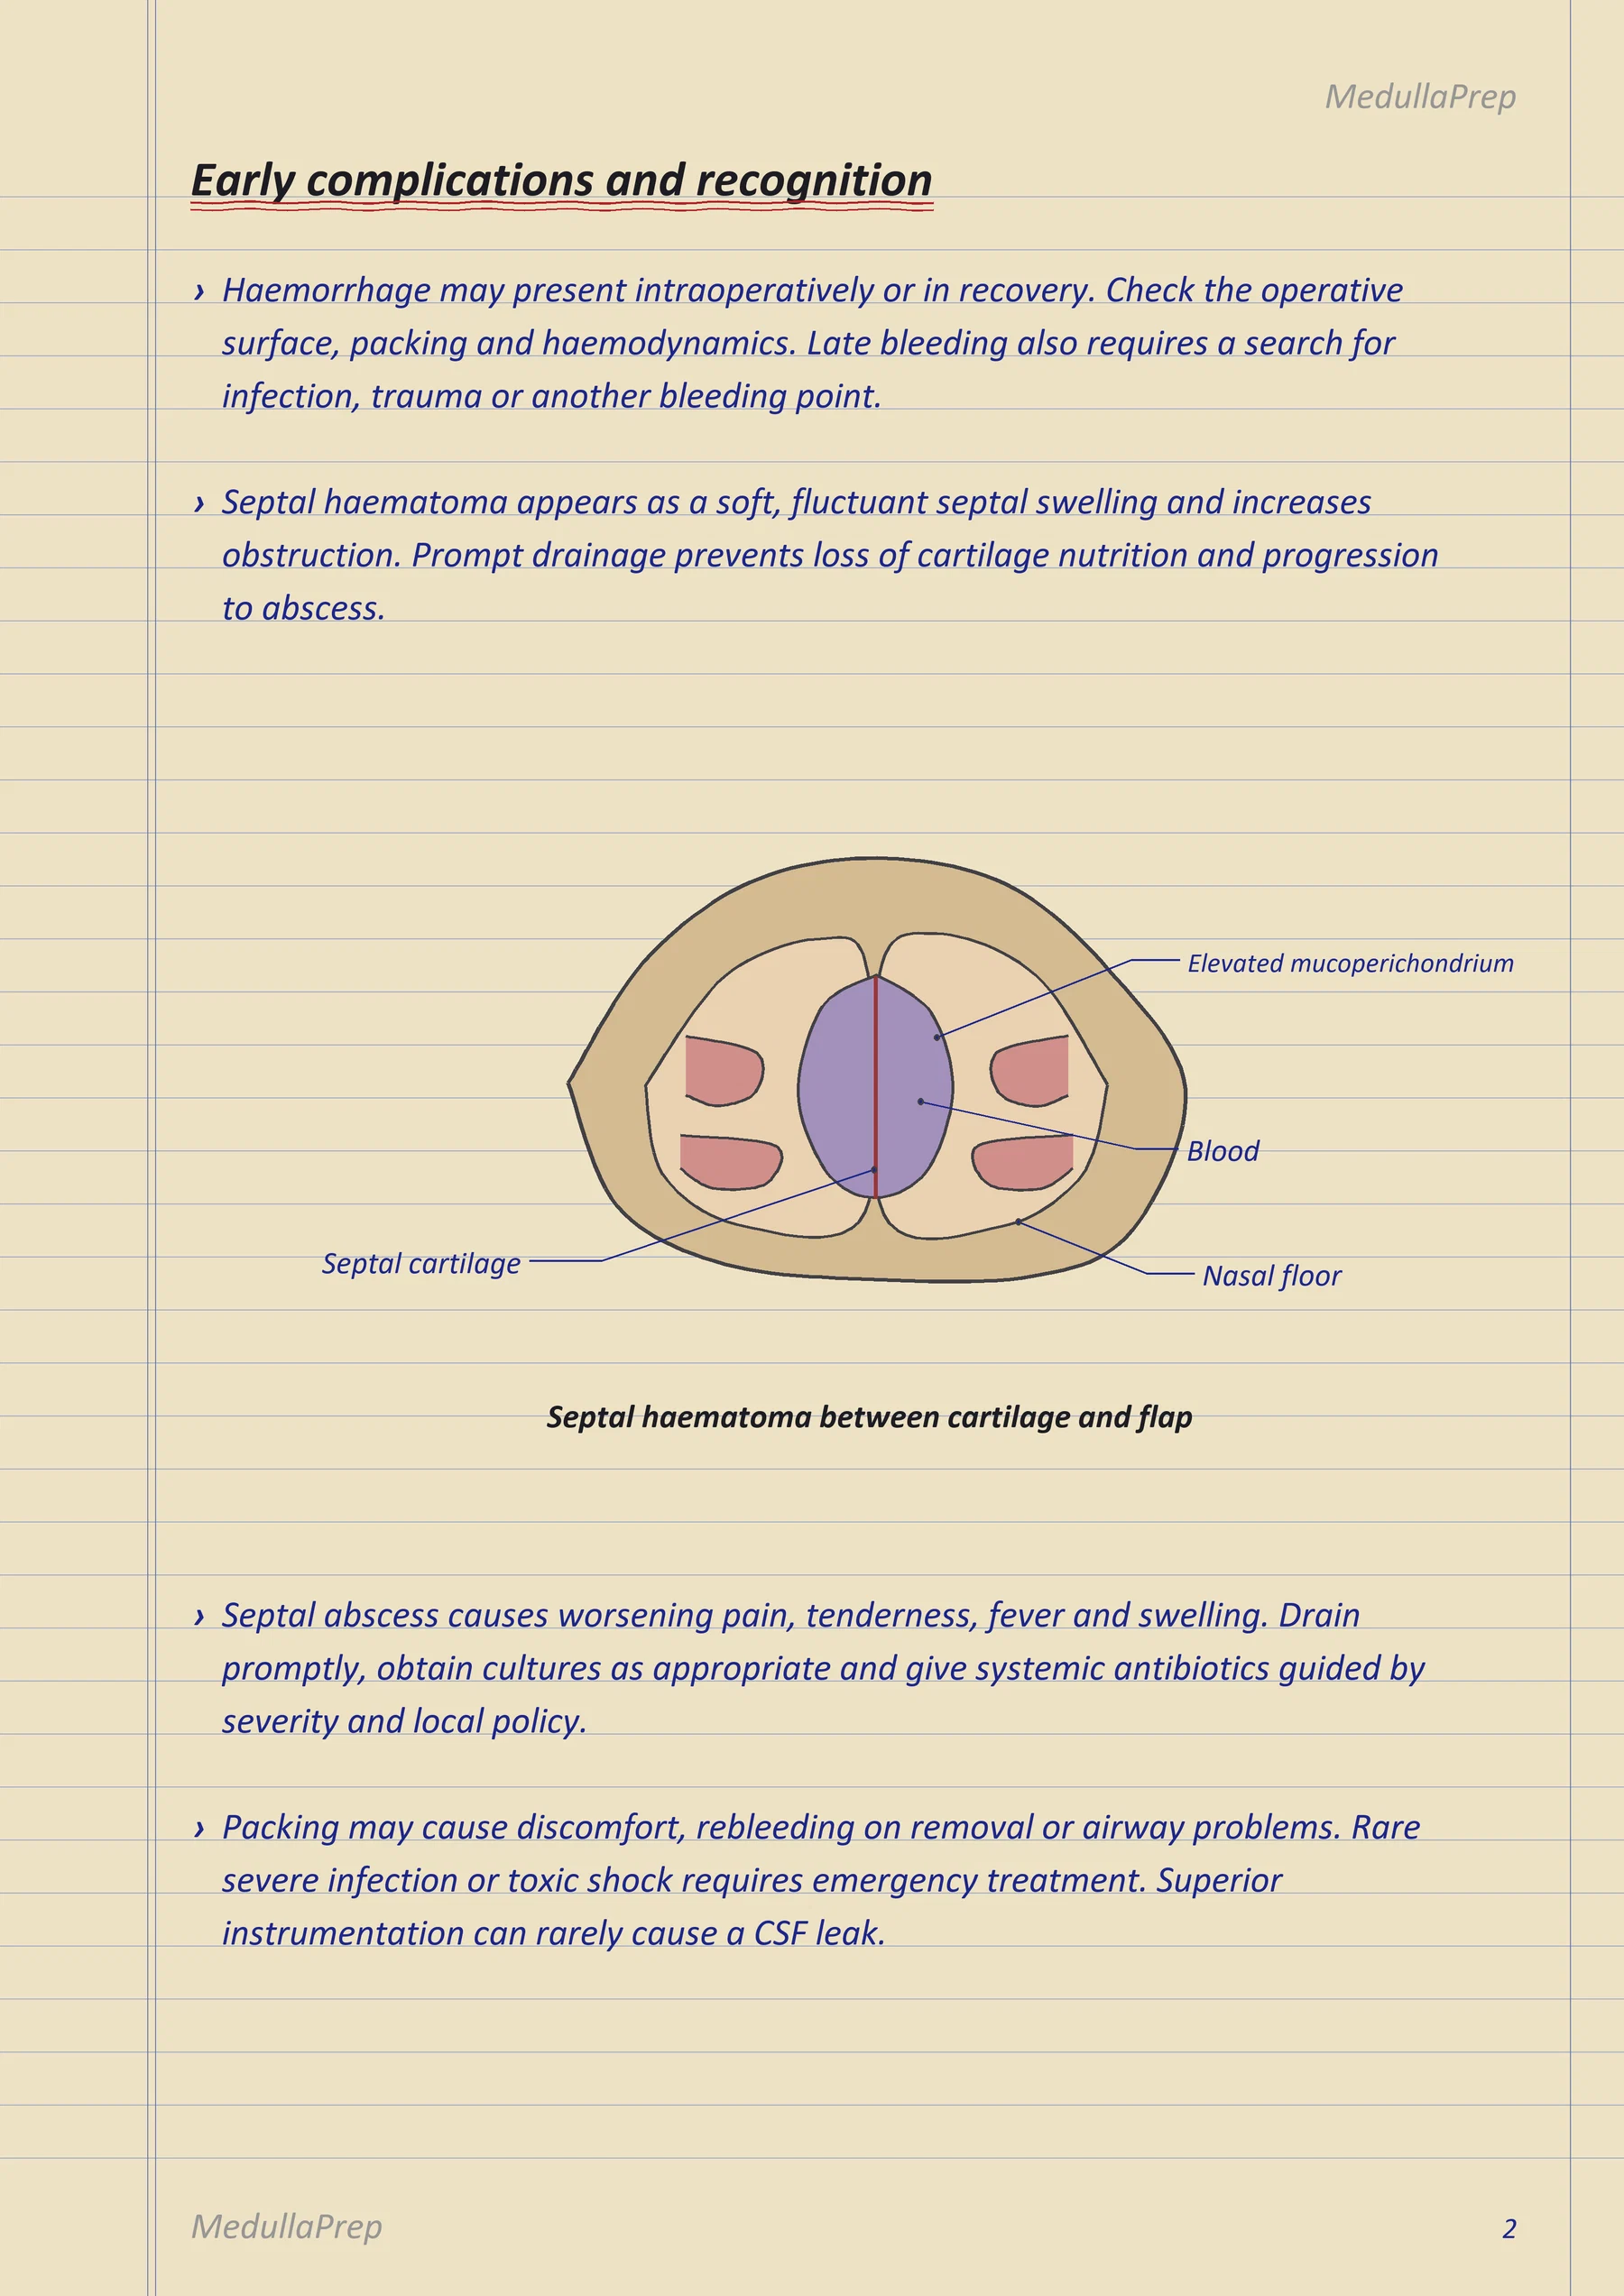 MedullaPrep
Early complications and recognition
› Haemorrhage may present intraoperatively or in recovery. Check the operative
surface, packing and haemodynamics. Late bleeding also requires a search for
infection, trauma or another bleeding point.
› Septal haematoma appears as a soft, fluctuant septal swelling and increases
obstruction. Prompt drainage prevents loss of cartilage nutrition and progression
to abscess.
Elevated mucoperichondrium
Blood
Septal cartilage
Nasal floor
Septal haematoma between cartilage and flap
› Septal abscess causes worsening pain, tenderness, fever and swelling. Drain
promptly, obtain cultures as appropriate and give systemic antibiotics guided by
severity and local policy.
› Packing may cause discomfort, rebleeding on removal or airway problems. Rare
severe infection or toxic shock requires emergency treatment. Superior
instrumentation can rarely cause a CSF leak.
MedullaPrep
2